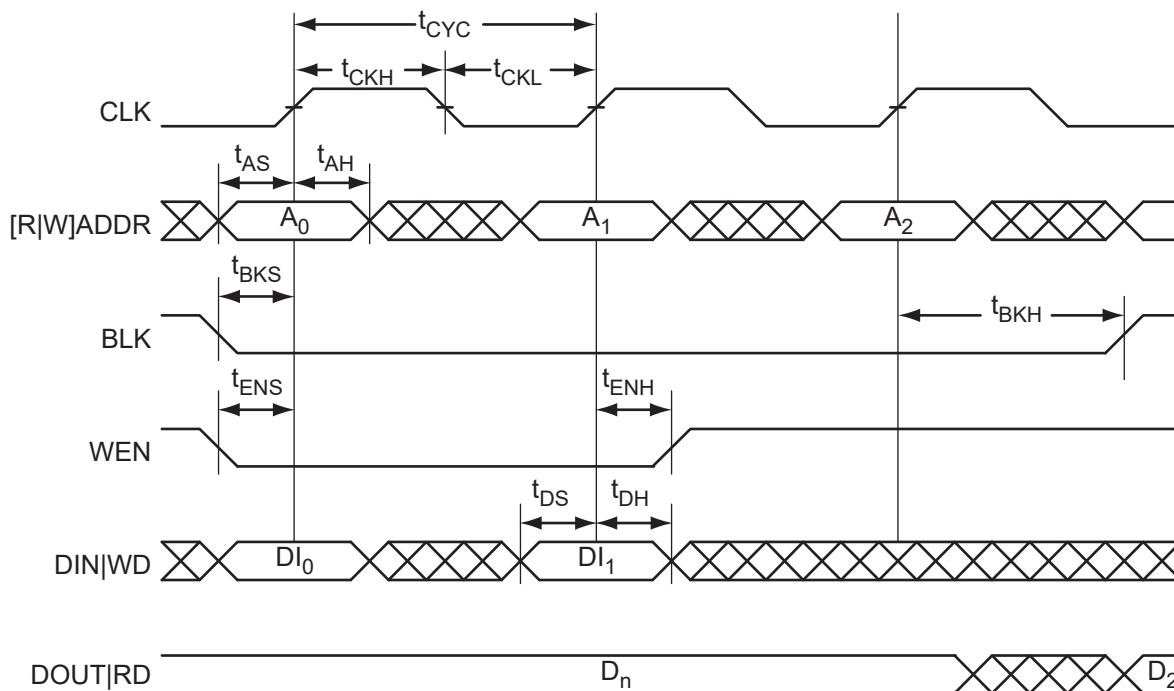 tCYC
tCKH tCKL
CLK
tAS tAH
[R|W]ADDR A0 A1 A2
tBKS tBKH
BLK
tENS tENH
WEN
tDS tDH
DIN|WD DI0 DI1
DOUT|RD Dn D2